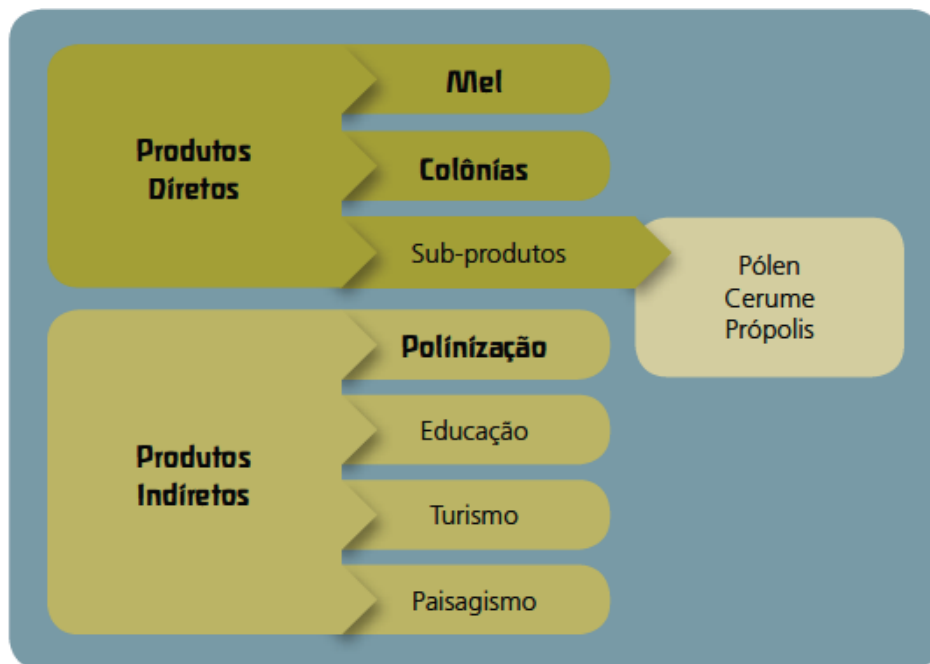 Produtos
Diretos
Mel
Colônias
Sub-produtos
Pólen
Cerume
Própolis
Produtos
Indiretos
Polinização
Educação
Turismo
Paisagismo